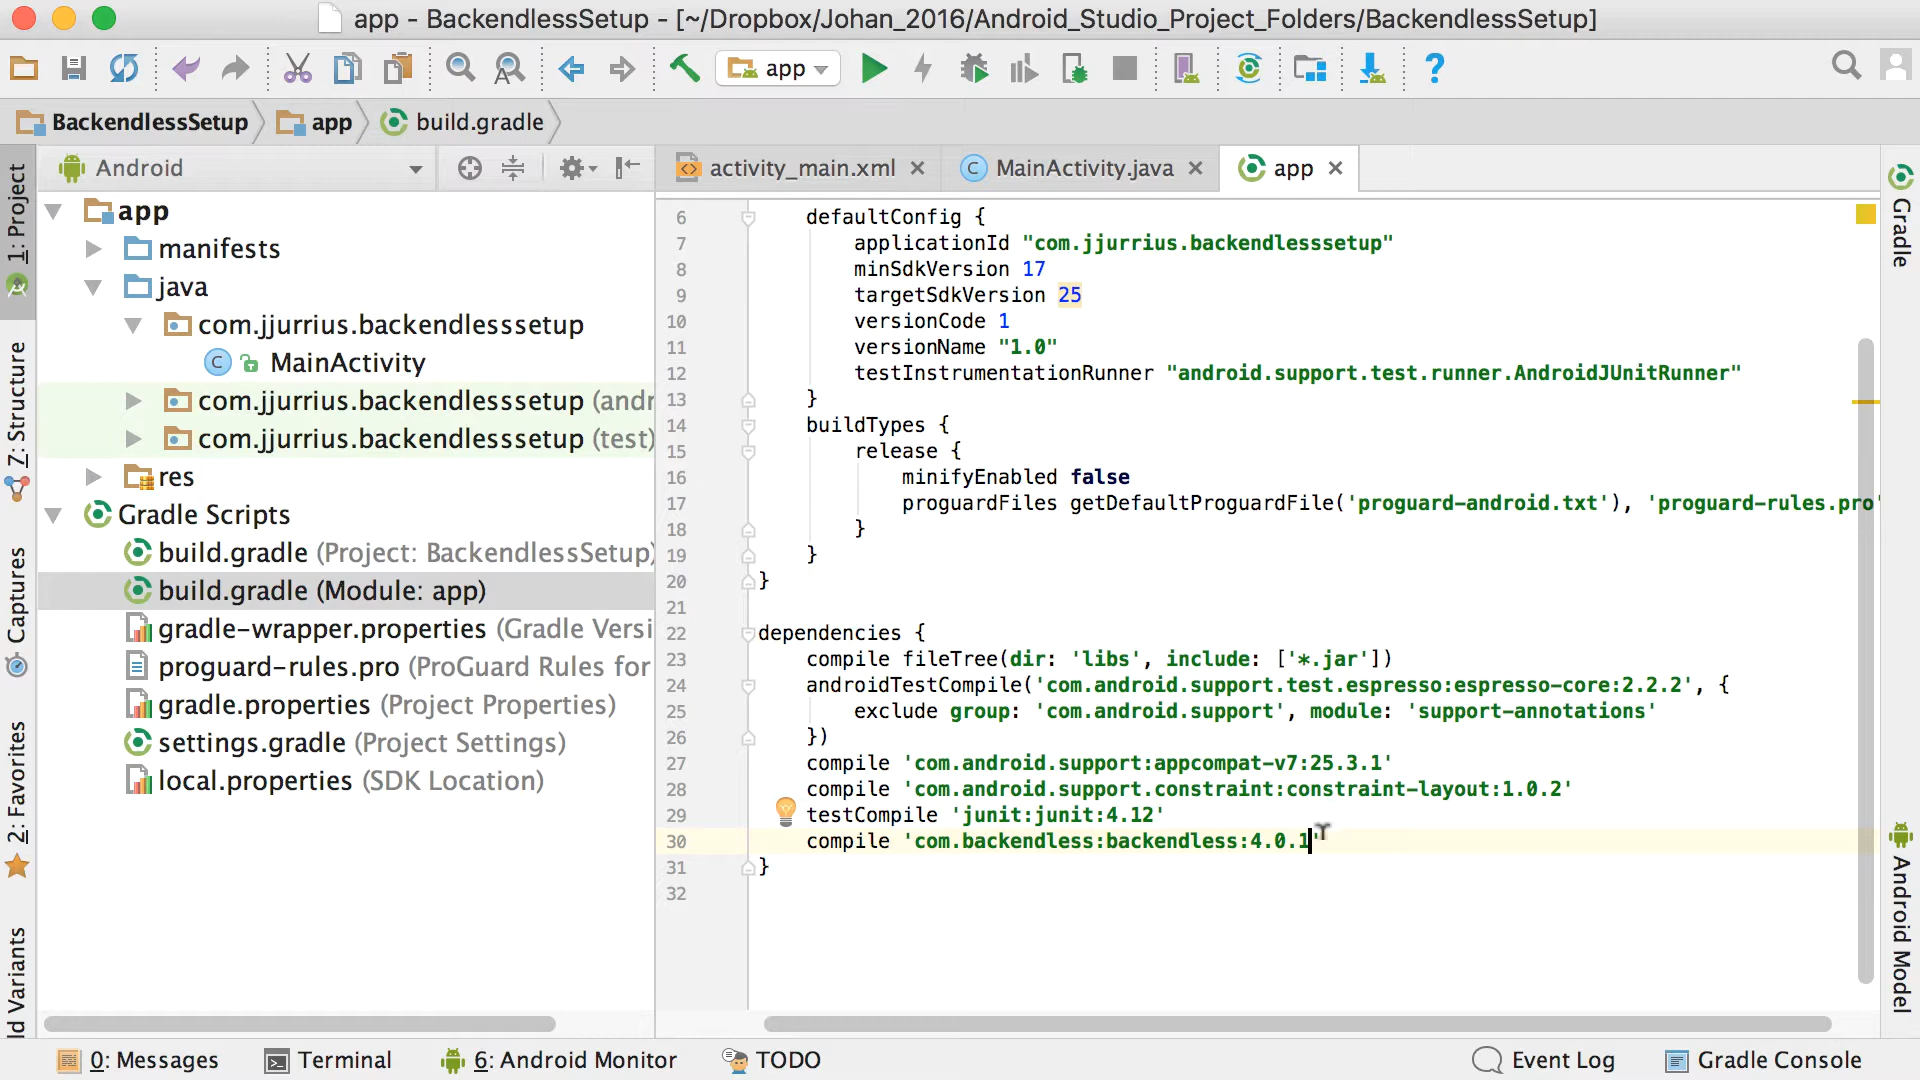 app - BackendlessSetup - [~/Dropbox/Johan_2016/Android_Studio_Project_Folders/BackendlessSetup]
app
BackendlessSetup app build.gradle
Android
activity_main.xml MainActivity.java app
1: Project
Z: Structure
Captures
2: Favorites
ld Variants
app
manifests
java
com.jjurrius.backendlesssetup
MainActivity
com.jjurrius.backendlesssetup (andr
com.jjurrius.backendlesssetup (test)
res
Gradle Scripts
build.gradle (Project: BackendlessSetup)
build.gradle (Module: app)
gradle-wrapper.properties (Gradle Versi
proguard-rules.pro (ProGuard Rules for
gradle.properties (Project Properties)
settings.gradle (Project Settings)
local.properties (SDK Location)
6 defaultConfig {
7 applicationId "com.jjurrius.backendlesssetup"
8 minSdkVersion 17
9 targetSdkVersion 25
10 versionCode 1
11 versionName "1.0"
12 testInstrumentationRunner "android.support.test.runner.AndroidJUnitRunner"
13 }
14 buildTypes {
15 release {
16 minifyEnabled false
17 proguardFiles getDefaultProguardFile('proguard-android.txt'), 'proguard-rules.pro'
18 }
19 }
20 }
21
22 dependencies {
23 compile fileTree(dir: 'libs', include: ['*.jar'])
24 androidTestCompile('com.android.support.test.espresso:espresso-core:2.2.2', {
25 exclude group: 'com.android.support', module: 'support-annotations'
26 })
27 compile 'com.android.support:appcompat-v7:25.3.1'
28 compile 'com.android.support.constraint:constraint-layout:1.0.2'
29 testCompile 'junit:junit:4.12'
30 compile 'com.backendless:backendless:4.0.1'
31 }
32
Gradle
Android Model
0: Messages Terminal 6: Android Monitor TODO Event Log Gradle Console